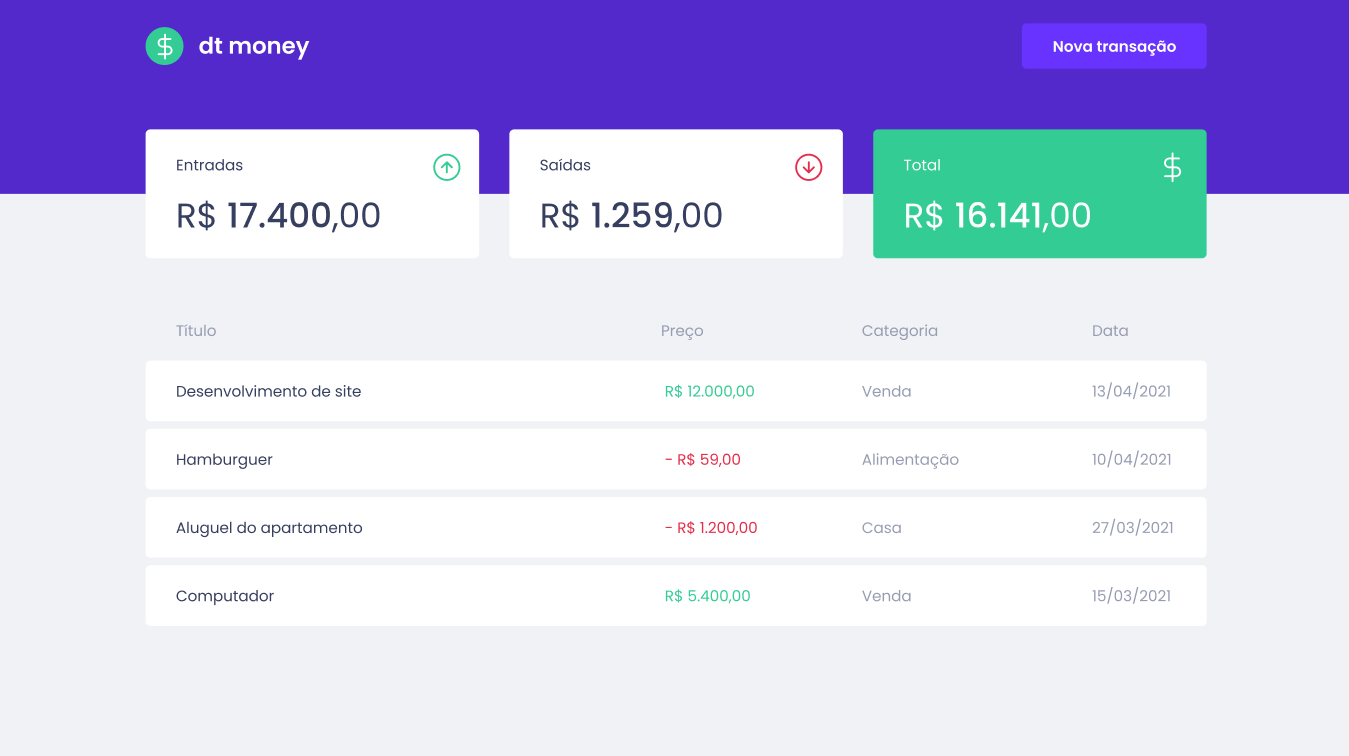 dt money
Nova transação
Entradas Saídas Total $
R$ 17.400,00 R$ 1.259,00 R$ 16.141,00
Título Preço Categoria Data
Desenvolvimento de site R$ 12.000,00 Venda 13/04/2021
Hamburguer - R$ 59,00 Alimentação 10/04/2021
Aluguel do apartamento - R$ 1.200,00 Casa 27/03/2021
Computador R$ 5.400,00 Venda 15/03/2021